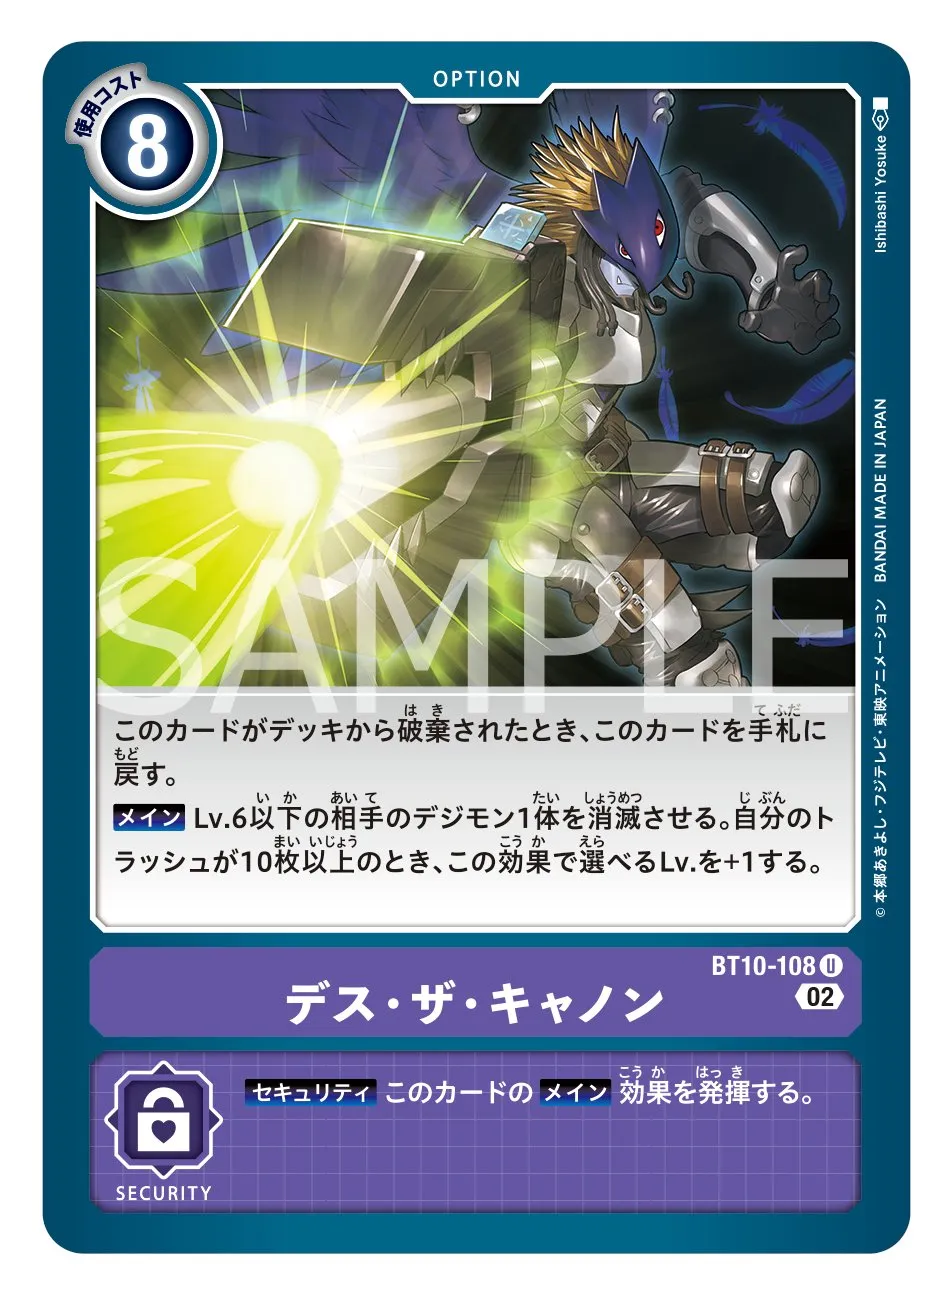 OPTION
使用コスト
8
Ishibashi Yosuke
BANDAI MADE IN JAPAN
©本郷あきよし・フジテレビ・東映アニメーション
SAMPLE
このカードがデッキから破棄されたとき、このカードを手札に
戻す。
メイン Lv.6以下の相手のデジモン1体を消滅させる。自分のト
ラッシュが10枚以上のとき、この効果で選べるLv.を+1する。
BT10-108 U
デス・ザ・キャノン
02
セキュリティ このカードの メイン 効果を発揮する。
SECURITY